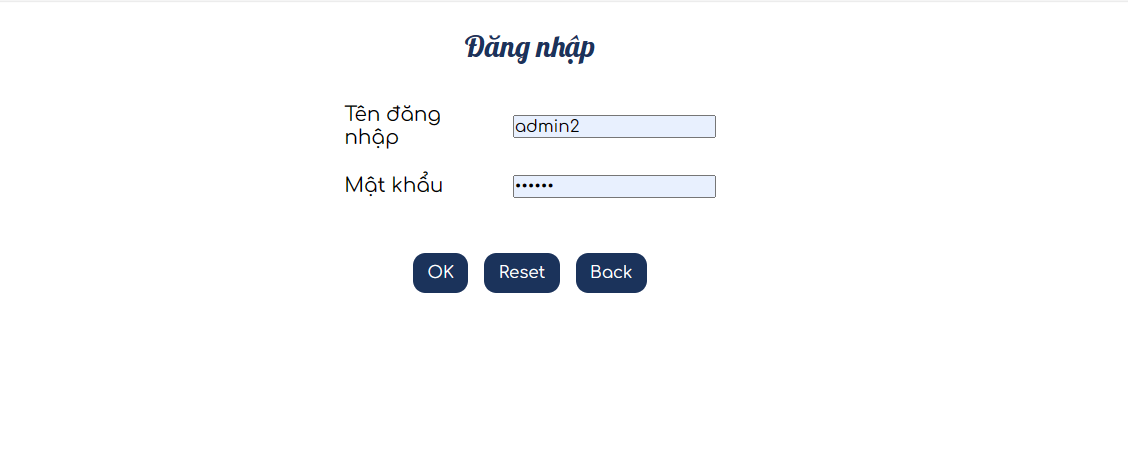 Đăng nhập
Tên đăng
nhập
admin2
Mật khẩu
••••••
OK Reset Back